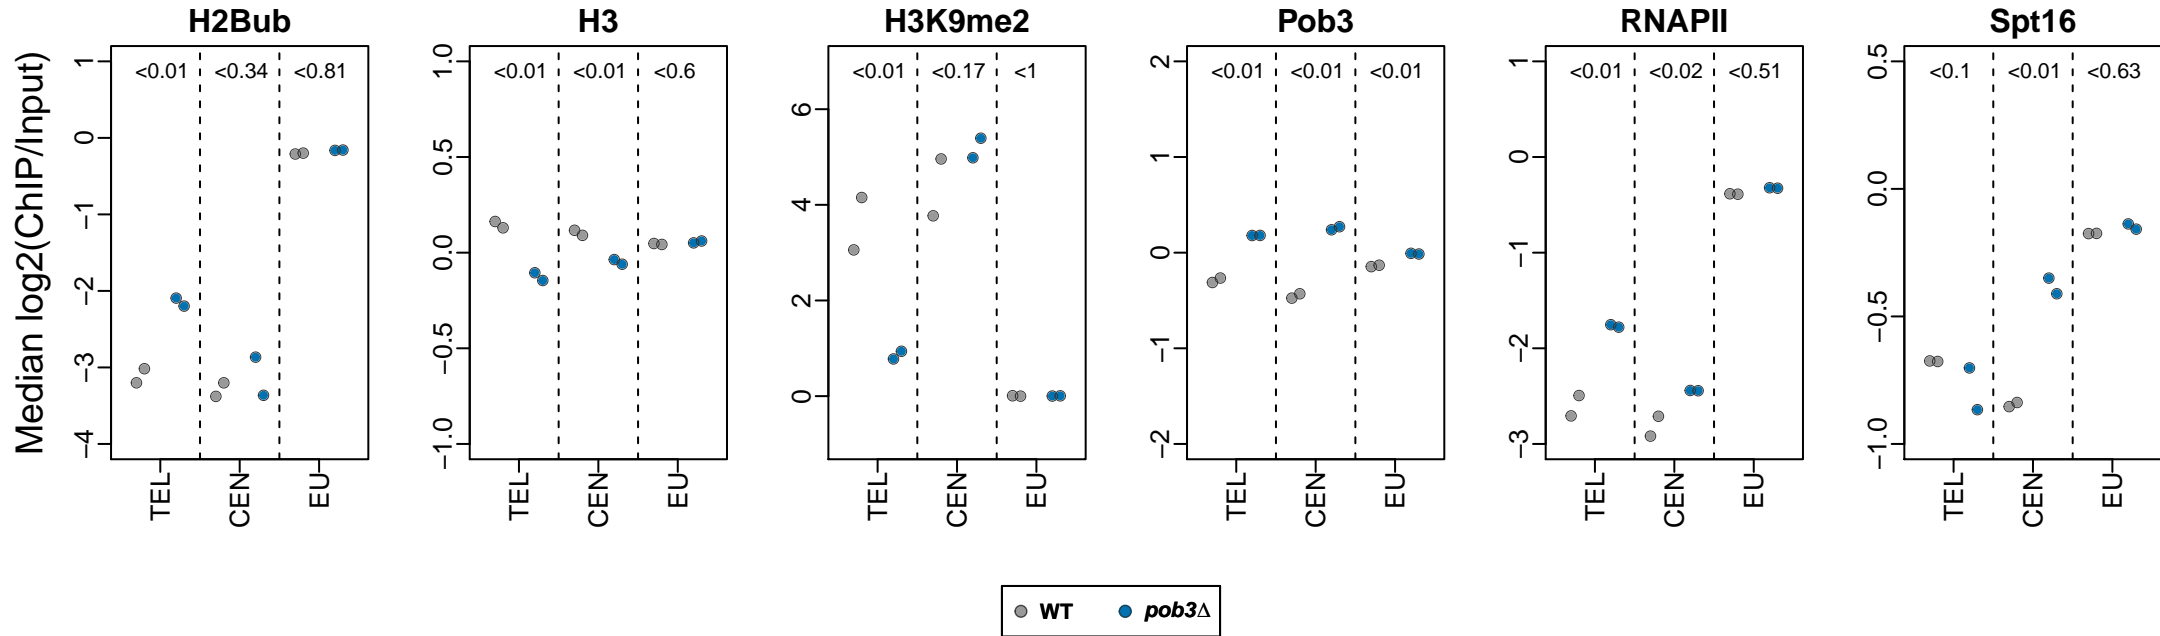 H2Bub H3 H3K9me2 Pob3 RNAPII Spt16
Median log2(ChIP/Input)
1
0
−1
−2
−3
−4
<0.01 <0.34 <0.81
TEL
CEN
EU
1.0
0.5
0.0
−0.5
−1.0
<0.01 <0.01 <0.6
TEL
CEN
EU
6
4
2
0
<0.01 <0.17 <1
TEL
CEN
EU
2
1
0
−1
−2
<0.01 <0.01 <0.01
TEL
CEN
EU
1
0
−1
−2
−3
<0.01 <0.02 <0.51
TEL
CEN
EU
0.5
0.0
−0.5
−1.0
<0.1 <0.01 <0.63
TEL
CEN
EU
WT pob3Δ